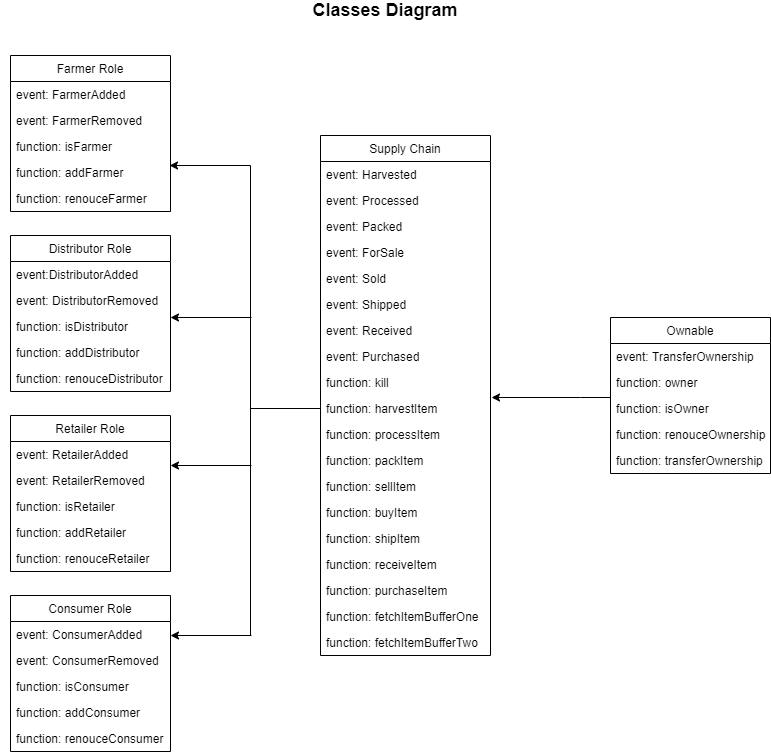 Classes Diagram
Farmer Role
event: FarmerAdded
event: FarmerRemoved
function: isFarmer
function: addFarmer
function: renouceFarmer
Distributor Role
event:DistributorAdded
event: DistributorRemoved
function: isDistributor
function: addDistributor
function: renouceDistributor
Retailer Role
event: RetailerAdded
event: RetailerRemoved
function: isRetailer
function: addRetailer
function: renouceRetailer
Consumer Role
event: ConsumerAdded
event: ConsumerRemoved
function: isConsumer
function: addConsumer
function: renouceConsumer
Supply Chain
event: Harvested
event: Processed
event: Packed
event: ForSale
event: Sold
event: Shipped
event: Received
event: Purchased
function: kill
function: harvestItem
function: processItem
function: packItem
function: sellItem
function: buyItem
function: shipItem
function: receiveItem
function: purchaseItem
function: fetchItemBufferOne
function: fetchItemBufferTwo
Ownable
event: TransferOwnership
function: owner
function: isOwner
function: renouceOwnership
function: transferOwnership